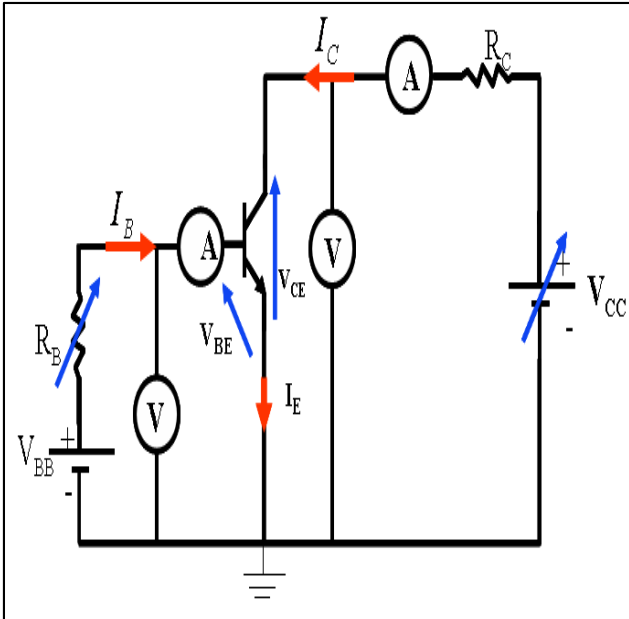 I_C
A
R_C
I_B
A
V
+
V_CC
-
V_CE
V_BE
R_B
I_E
V
+
V_BB
-